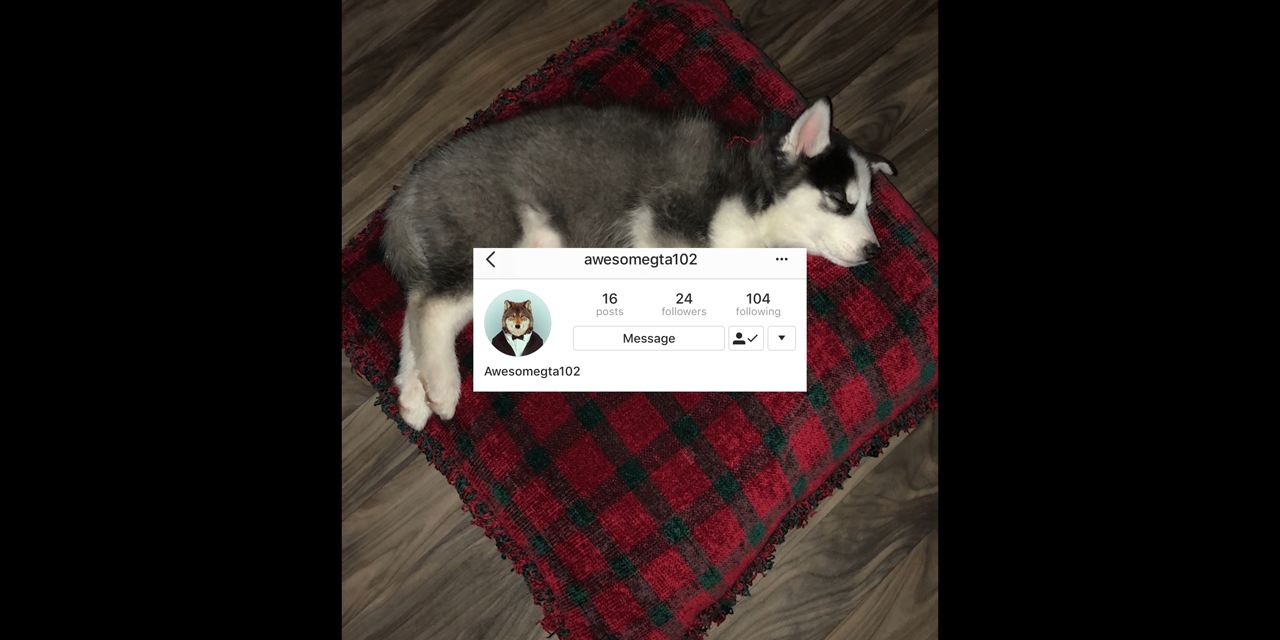 awesomegta102
16 24 104
posts followers following
Message
Awesomegta102